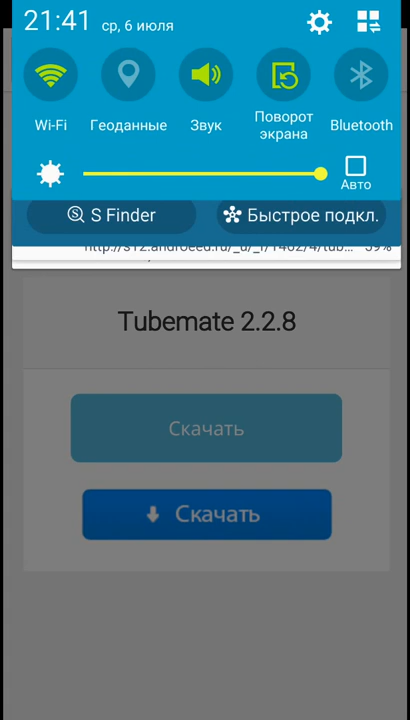 21:41 ср, 6 июля
Wi-Fi Геоданные Звук Поворот экрана Bluetooth
Авто
S Finder Быстрое подкл.
59%
Tubemate 2.2.8
Скачать
Скачать